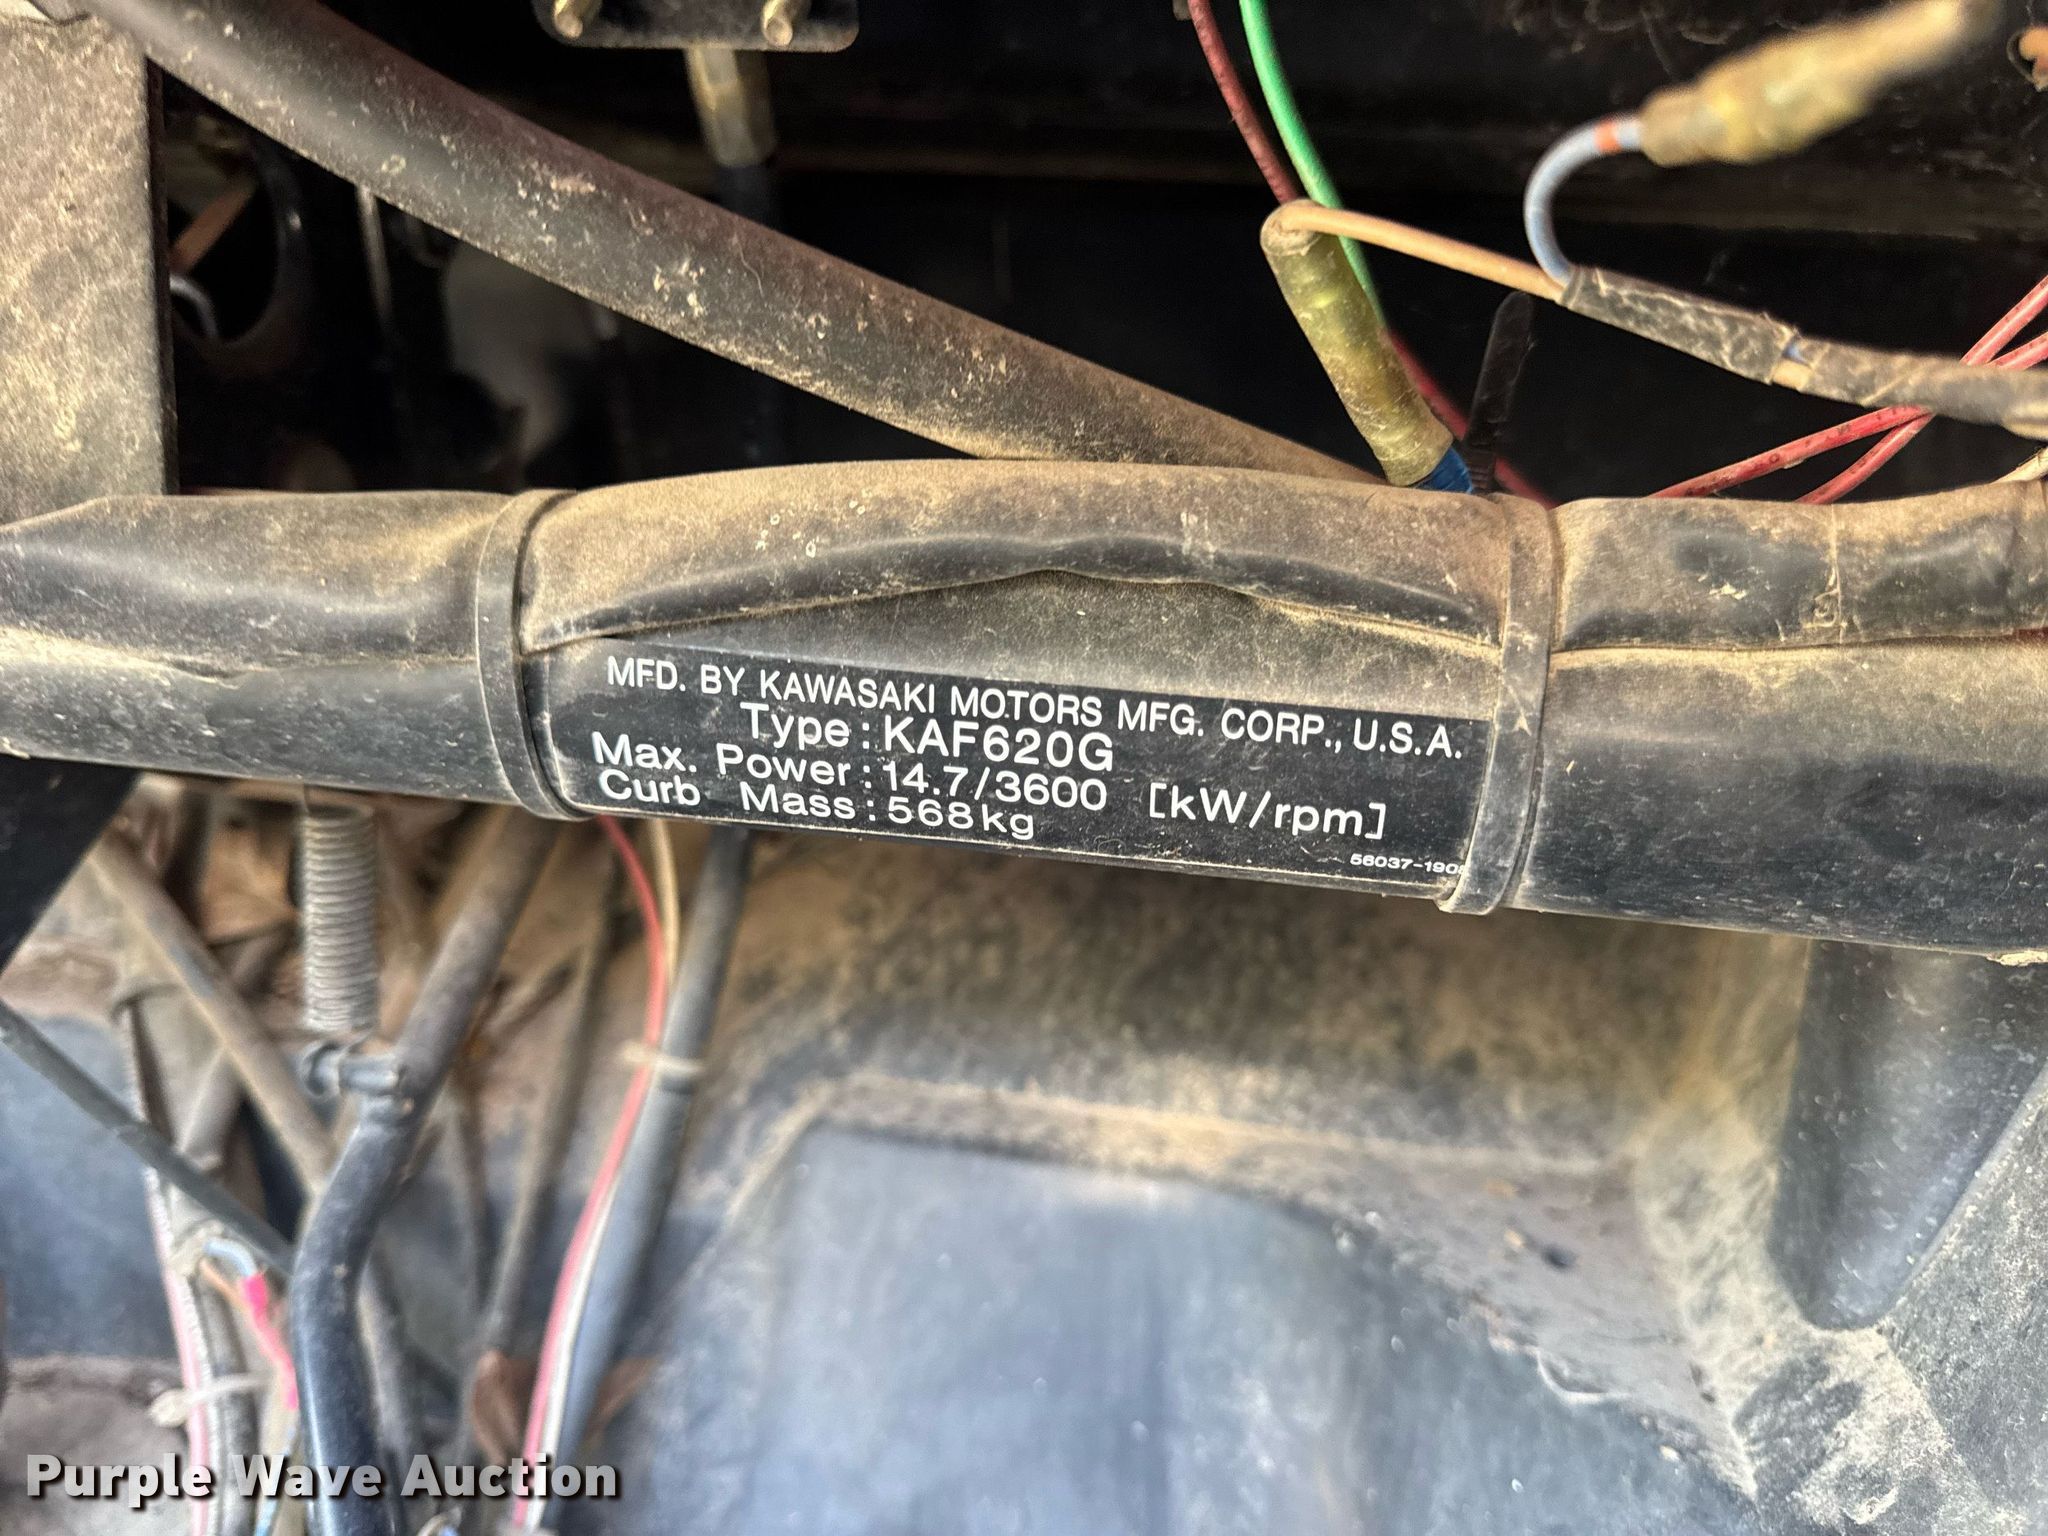 MFD. BY KAWASAKI MOTORS MFG. CORP., U.S.A.
Type : KAF620G
Max. Power : 14.7/3600 [kW/rpm]
Curb Mass : 568kg
Purple Wave Auction